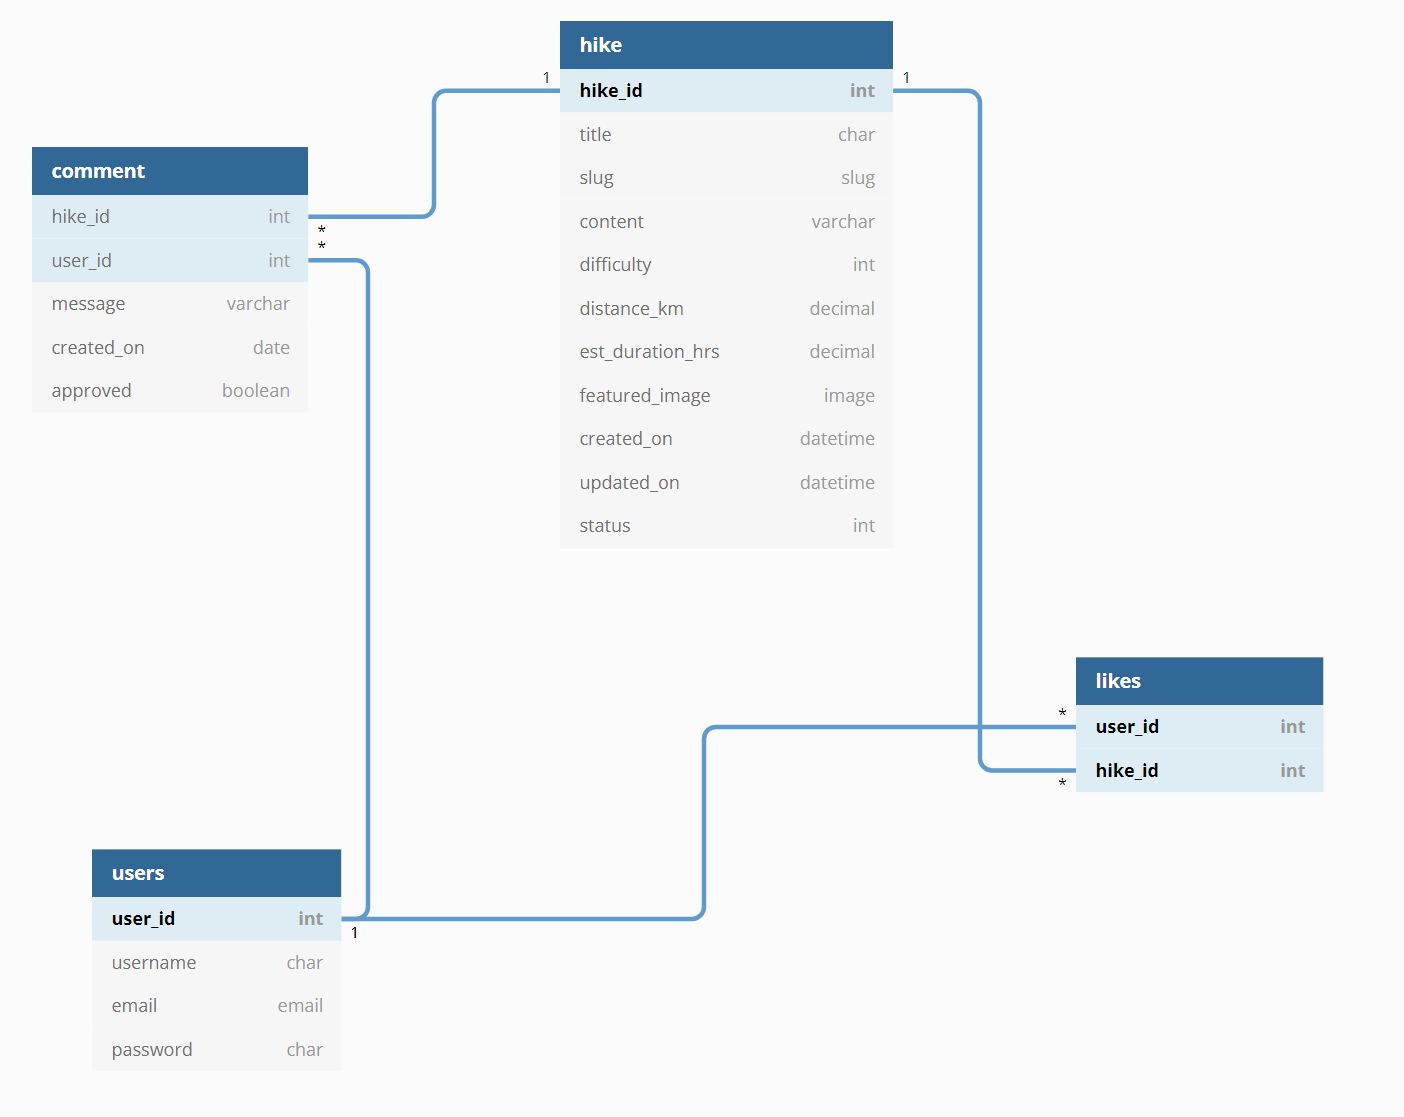 hike
1
1
hike_id int
title char
slug slug
content varchar
difficulty int
distance_km decimal
est_duration_hrs decimal
featured_image image
created_on datetime
updated_on datetime
status int
comment
hike_id int
*
*
user_id int
message varchar
created_on date
approved boolean
likes
*
user_id int
hike_id int
*
users
user_id int
1
username char
email email
password char